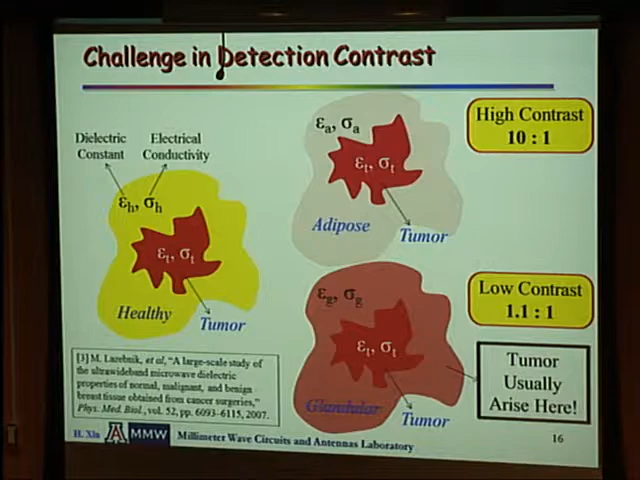 Challenge in Detection Contrast
Dielectric
Constant
Electrical
Conductivity
εh, σh
εt, σt
Healthy
Tumor
εa, σa
εt, σt
Adipose
Tumor
High Contrast
10 : 1
εg, σg
εt, σt
Glandular
Tumor
Low Contrast
1.1 : 1
Tumor
Usually
Arise Here!
[3] M. Lazebnik, et al, “A large-scale study of
the ultrawideband microwave dielectric
properties of normal, malignant, and benign
breast tissue obtained from cancer surgeries,”
Phys. Med. Biol., vol. 52, pp. 6093-6115, 2007.
H. Xin
A MMW
Millimeter Wave Circuits and Antennas Laboratory
16